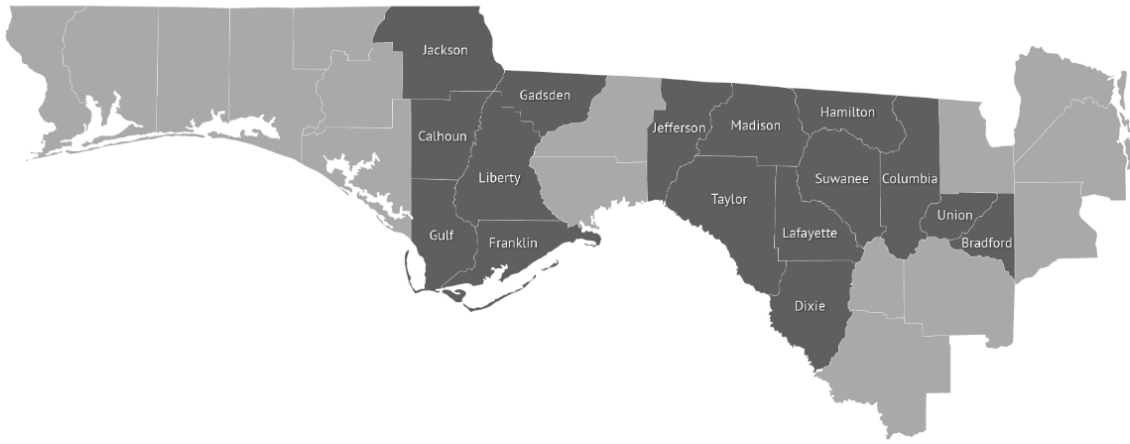 Jackson
Gadsden
Hamilton
Jefferson
Madison
Calhoun
Liberty
Suwanee
Columbia
Taylor
Union
Lafayette
Gulf
Franklin
Bradford
Dixie